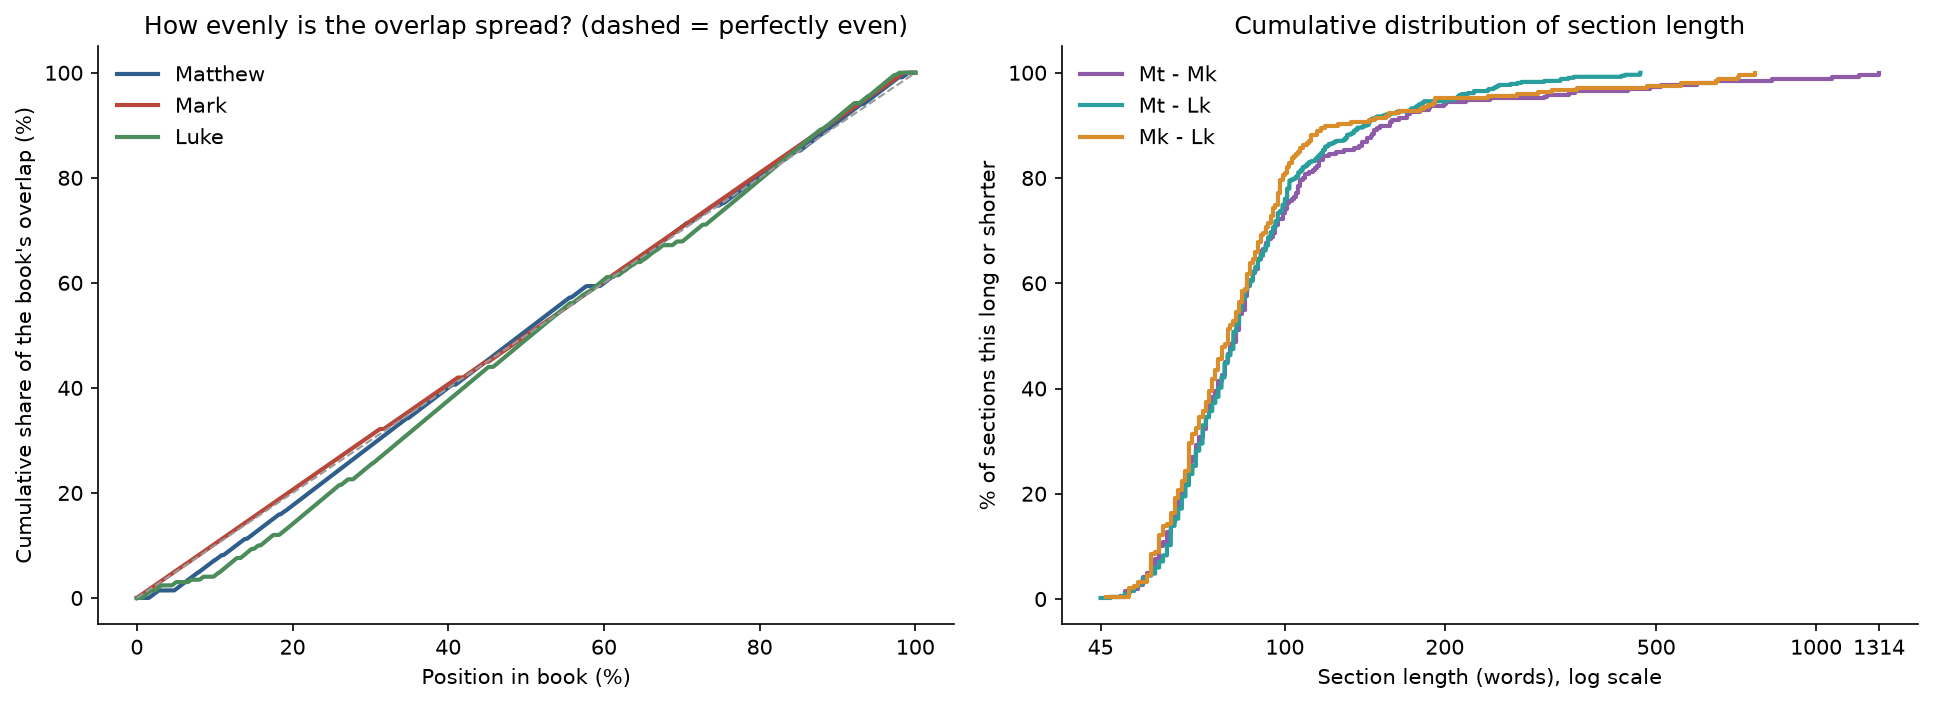 How evenly is the overlap spread? (dashed = perfectly even)
Cumulative share of the book's overlap (%)
100
80
60
40
20
0
Matthew
Mark
Luke
0 20 40 60 80 100
Position in book (%)
Cumulative distribution of section length
% of sections this long or shorter
100
80
60
40
20
0
Mt - Mk
Mt - Lk
Mk - Lk
45 100 200 500 1000 1314
Section length (words), log scale